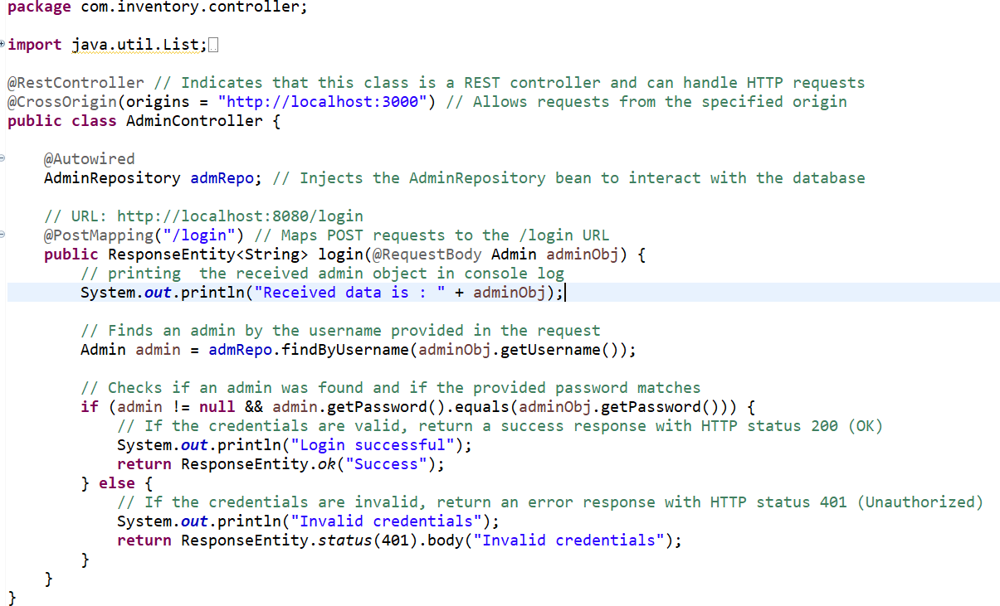 package com.inventory.controller;
import java.util.List;
@RestController // Indicates that this class is a REST controller and can handle HTTP requests
@CrossOrigin(origins = "http://localhost:3000") // Allows requests from the specified origin
public class AdminController {
@Autowired
AdminRepository admRepo; // Injects the AdminRepository bean to interact with the database
// URL: http://localhost:8080/login
@PostMapping("/login") // Maps POST requests to the /login URL
public ResponseEntity<String> login(@RequestBody Admin adminObj) {
// printing  the received admin object in console log
System.out.println("Received data is : " + adminObj);
// Finds an admin by the username provided in the request
Admin admin = admRepo.findByUsername(adminObj.getUsername());
// Checks if an admin was found and if the provided password matches
if (admin != null && admin.getPassword().equals(adminObj.getPassword())) {
// If the credentials are valid, return a success response with HTTP status 200 (OK)
System.out.println("Login successful");
return ResponseEntity.ok("Success");
} else {
// If the credentials are invalid, return an error response with HTTP status 401 (Unauthorized)
System.out.println("Invalid credentials");
return ResponseEntity.status(401).body("Invalid credentials");
}
}
}